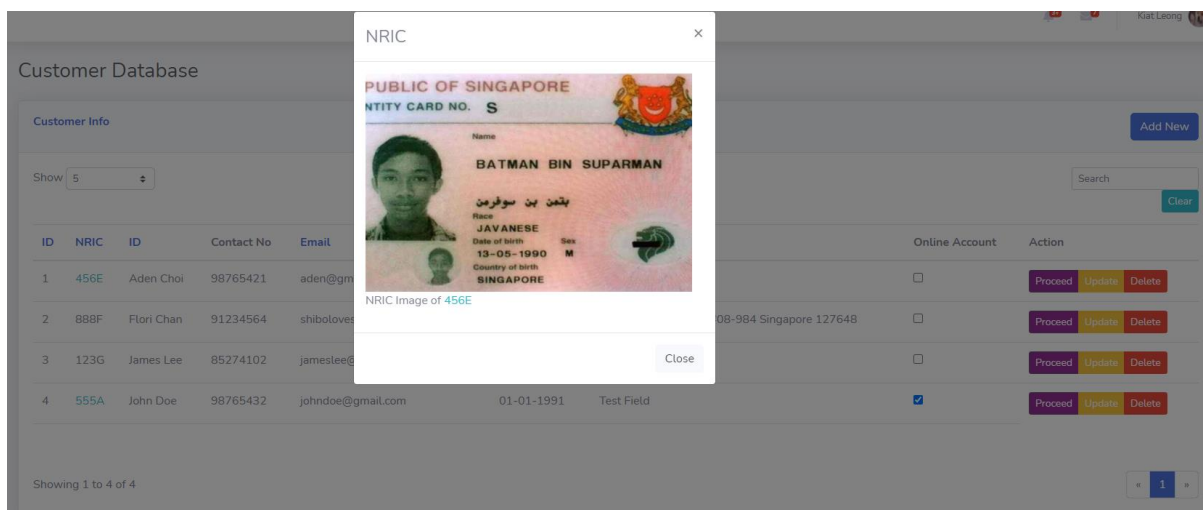 Kiat Leong
NRIC
×
Customer Database
PUBLIC OF SINGAPORE
NTITY CARD NO. S
Name
BATMAN BIN SUPARMAN
بتمن بن سوفرمن
Race
JAVANESE
Date of birth Sex
13-05-1990 M
Country of birth
SINGAPORE
NRIC Image of 456E
Close
Customer Info
Add New
Show 5
Search
Clear
ID NRIC ID Contact No Email Online Account Action
1 456E Aden Choi 98765421 aden@gm Proceed Update Delete
2 888F Flori Chan 91234564 shiboloves 08-984 Singapore 127648 Proceed Update Delete
3 123G James Lee 85274102 jameslee@ Proceed Update Delete
4 555A John Doe 98765432 johndoe@gmail.com 01-01-1991 Test Field Proceed Update Delete
Showing 1 to 4 of 4
« 1 »